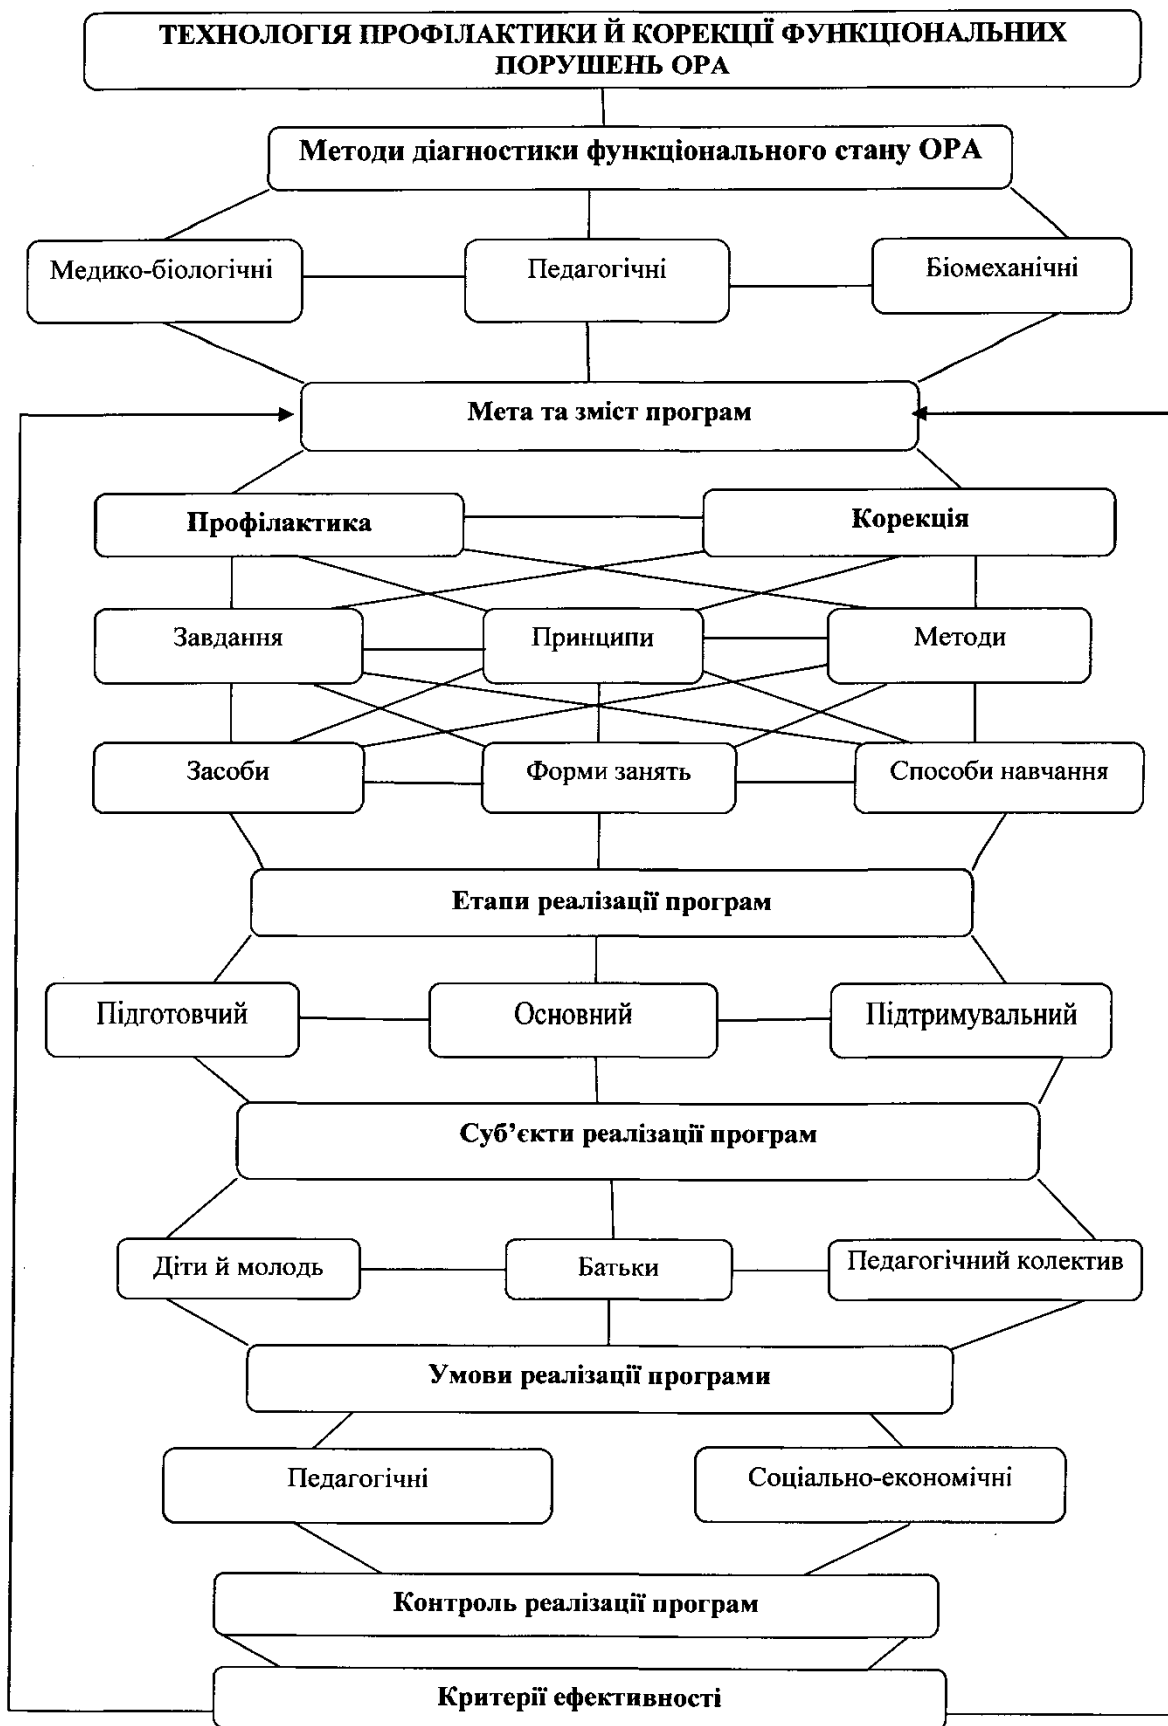 ТЕХНОЛОГІЯ ПРОФІЛАКТИКИ Й КОРЕКЦІЇ ФУНКЦІОНАЛЬНИХ
ПОРУШЕНЬ ОРА
Методи діагностики функціонального стану ОРА
Медико-біологічні
Педагогічні
Біомеханічні
Мета та зміст програм
Профілактика
Корекція
Завдання
Принципи
Методи
Засоби
Форми занять
Способи навчання
Етапи реалізації програм
Підготовчий
Основний
Підтримувальний
Суб’єкти реалізації програм
Діти й молодь
Батьки
Педагогічний колектив
Умови реалізації програми
Педагогічні
Соціально-економічні
Контроль реалізації програм
Критерії ефективності